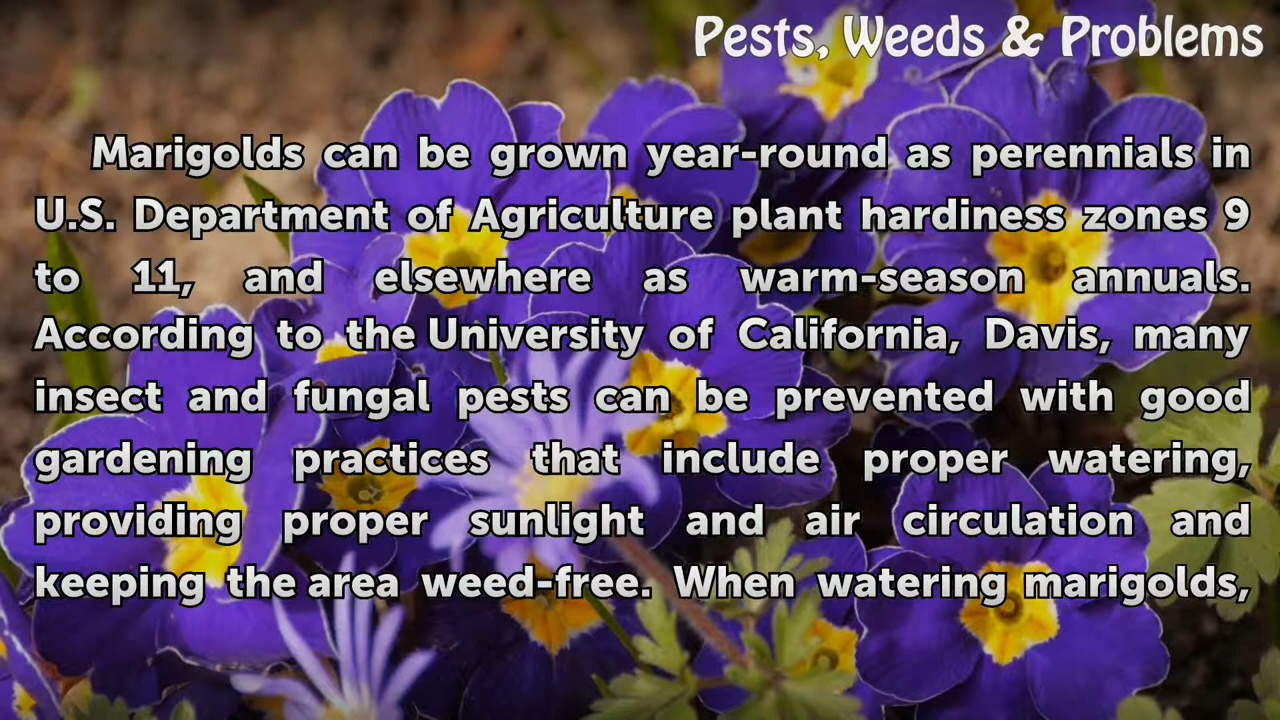 Pests, Weeds & Problems
Marigolds can be grown year-round as perennials in
U.S. Department of Agriculture plant hardiness zones 9
to 11, and elsewhere as warm-season annuals.
According to the University of California, Davis, many
insect and fungal pests can be prevented with good
gardening practices that include proper watering,
providing proper sunlight and air circulation and
keeping the area weed-free. When watering marigolds,